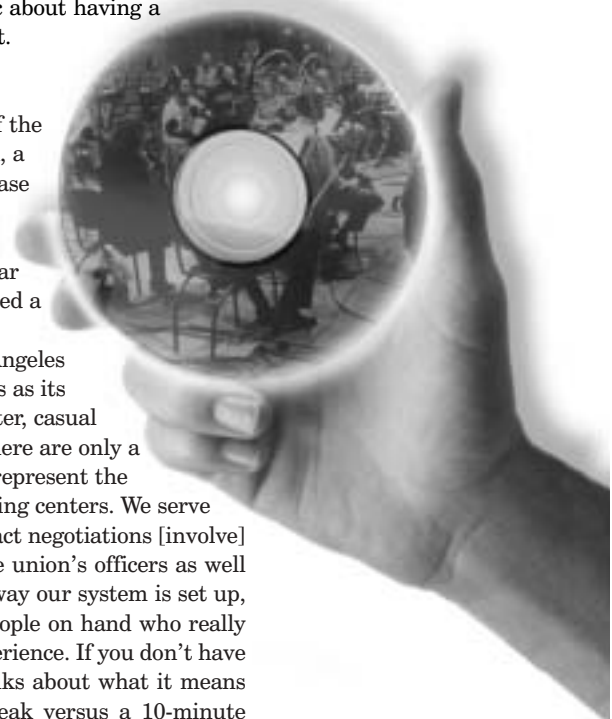 c about having a
t.
f the
, a
ase
ar
ed a
ngeles
s as its
ter, casual
here are only a
represent the
ing centers. We serve
act negotiations [involve]
e union's officers as well
way our system is set up,
ople on hand who really
erience. If you don't have
lks about what it means
eak versus a 10-minute